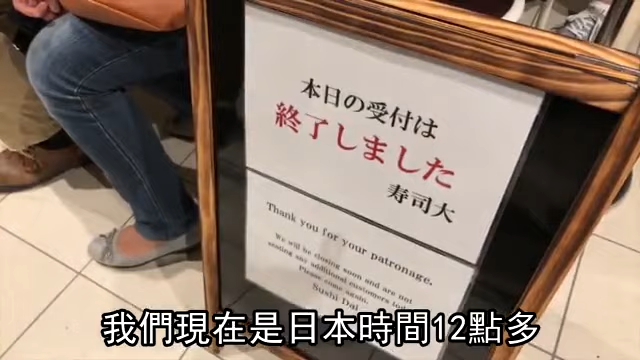 本日の受付は
終了しました
寿司大
Thank you for your patronage.
We will be closing soon and are not
seating any additional customers tod
Please come again.
Sushi Dai
我們現在是日本時間12點多